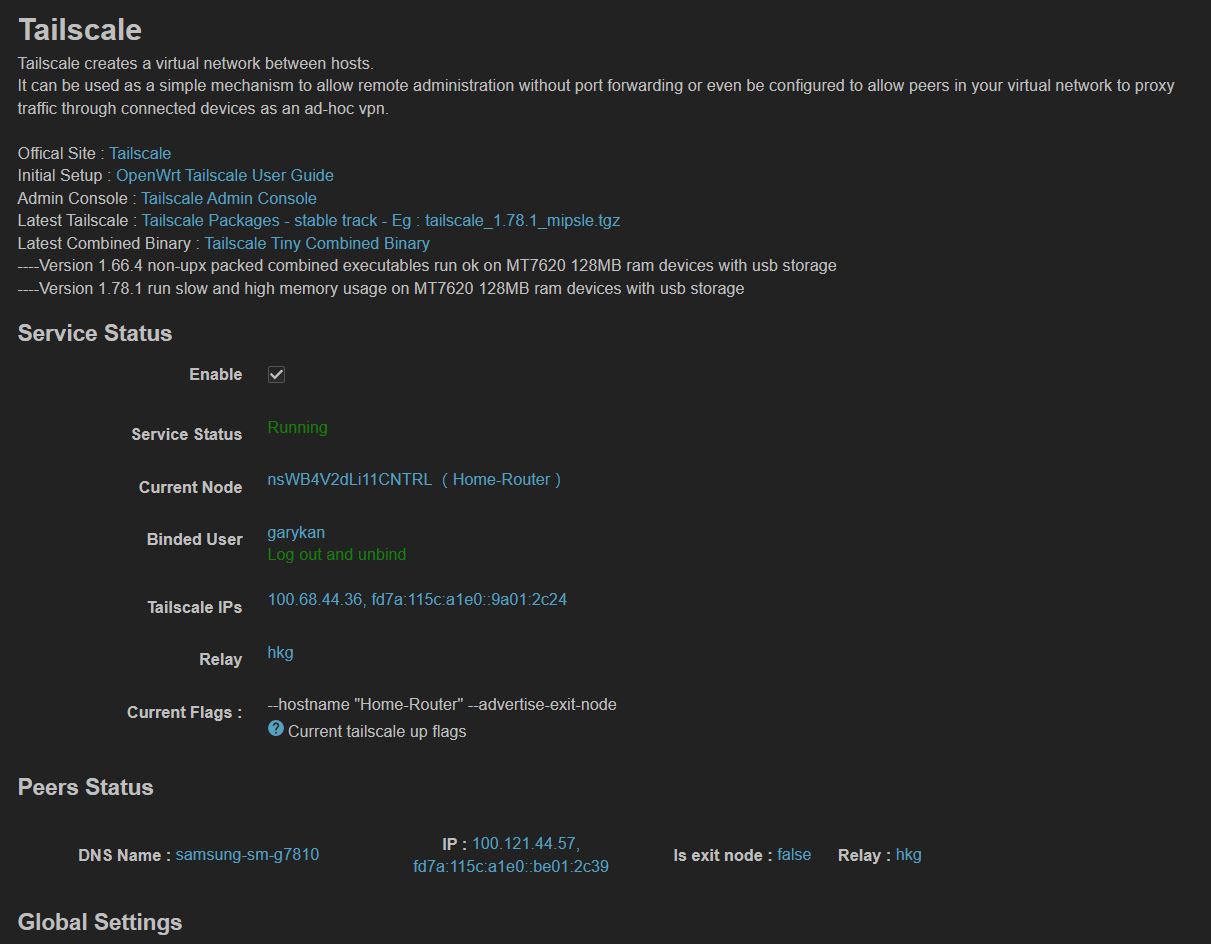 Tailscale
Tailscale creates a virtual network between hosts.
It can be used as a simple mechanism to allow remote administration without port forwarding or even be configured to allow peers in your virtual network to proxy
traffic through connected devices as an ad-hoc vpn.
Offical Site : Tailscale
Initial Setup : OpenWrt Tailscale User Guide
Admin Console : Tailscale Admin Console
Latest Tailscale : Tailscale Packages - stable track - Eg : tailscale_1.78.1_mipsle.tgz
Latest Combined Binary : Tailscale Tiny Combined Binary
----Version 1.66.4 non-upx packed combined executables run ok on MT7620 128MB ram devices with usb storage
----Version 1.78.1 run slow and high memory usage on MT7620 128MB ram devices with usb storage
Service Status
Enable
Service Status Running
Current Node nsWB4V2dLi11CNTRL ( Home-Router )
Binded User garykan
Log out and unbind
Tailscale IPs 100.68.44.36, fd7a:115c:a1e0::9a01:2c24
Relay hkg
Current Flags : --hostname "Home-Router" --advertise-exit-node
Current tailscale up flags
Peers Status
DNS Name : samsung-sm-g7810 IP : 100.121.44.57, Is exit node : false Relay : hkg
fd7a:115c:a1e0::be01:2c39
Global Settings